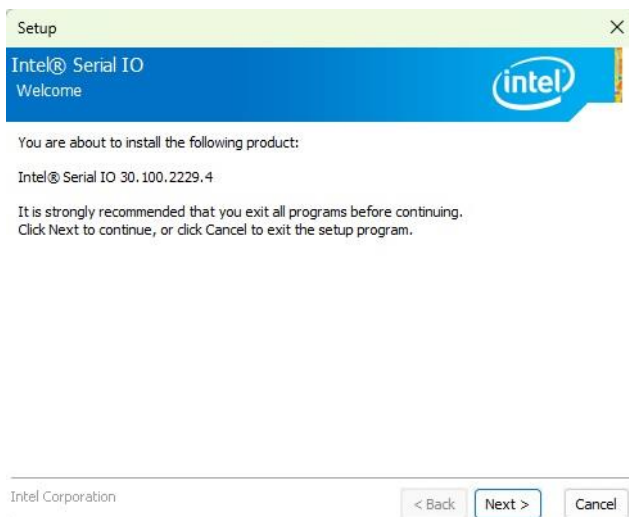 Setup
Intel® Serial IO
Welcome
intel
You are about to install the following product:
Intel® Serial IO 30.100.2229.4
It is strongly recommended that you exit all programs before continuing.
Click Next to continue, or click Cancel to exit the setup program.
Intel Corporation
< Back Next > Cancel